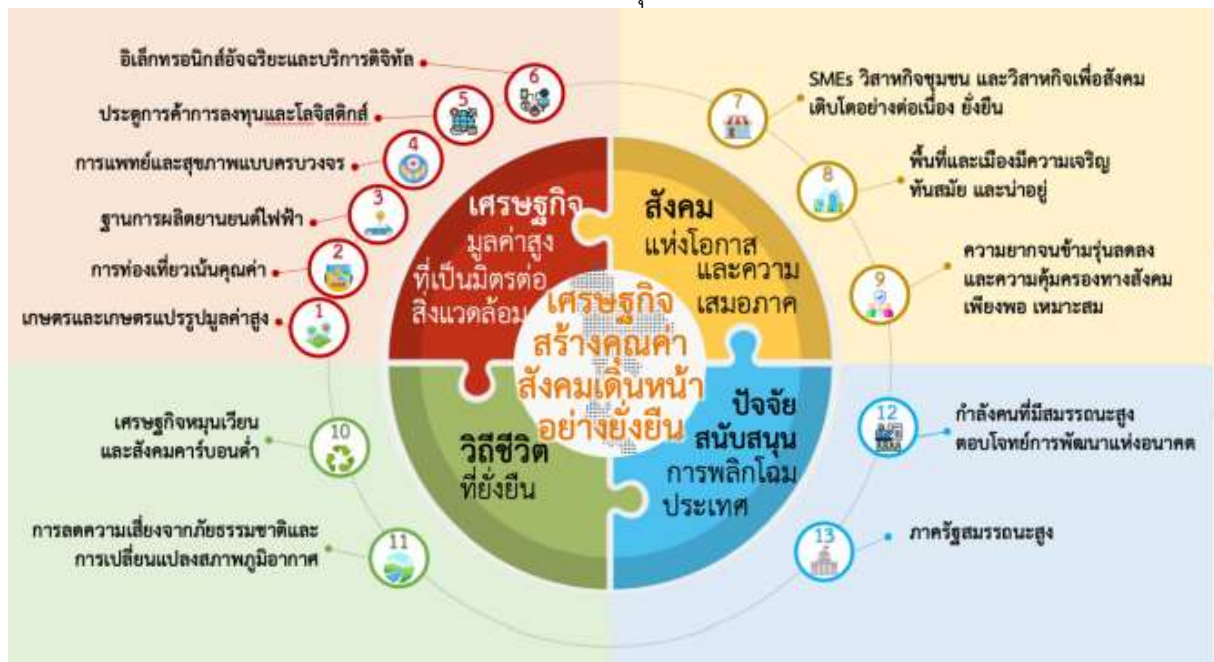 อิเล็กทรอนิกส์อัจฉริยะและบริการดิจิทัล
6
ประตูการค้าการลงทุนและโลจิสติกส์
5
การแพทย์และสุขภาพแบบครบวงจร
4
ฐานการผลิตยานยนต์ไฟฟ้า
3
การท่องเที่ยวเน้นคุณค่า
2
เกษตรและเกษตรแปรรูปมูลค่าสูง
1
เศรษฐกิจ
มูลค่าสูง
ที่เป็นมิตรต่อ
สิ่งแวดล้อม
7
SMEs วิสาหกิจชุมชน และวิสาหกิจเพื่อสังคม
เติบโตอย่างต่อเนื่อง ยั่งยืน
8
พื้นที่และเมืองมีความเจริญ
ทันสมัย และน่าอยู่
9
ความยากจนข้ามรุ่นลดลง
และความคุ้มครองทางสังคม
เพียงพอ เหมาะสม
สังคม
แห่งโอกาส
และความ
เสมอภาค
เศรษฐกิจ
สร้างคุณค่า
สังคมเดินหน้า
อย่างยั่งยืน
เศรษฐกิจหมุนเวียน
และสังคมคาร์บอนต่ำ
10
การลดความเสี่ยงจากภัยธรรมชาติและ
การเปลี่ยนแปลงสภาพภูมิอากาศ
11
วิถีชีวิต
ที่ยั่งยืน
ปัจจัย
สนับสนุน
การพลิกโฉม
ประเทศ
12
กำลังคนที่มีสมรรถนะสูง
ตอบโจทย์การพัฒนาแห่งอนาคต
13
ภาครัฐสมรรถนะสูง